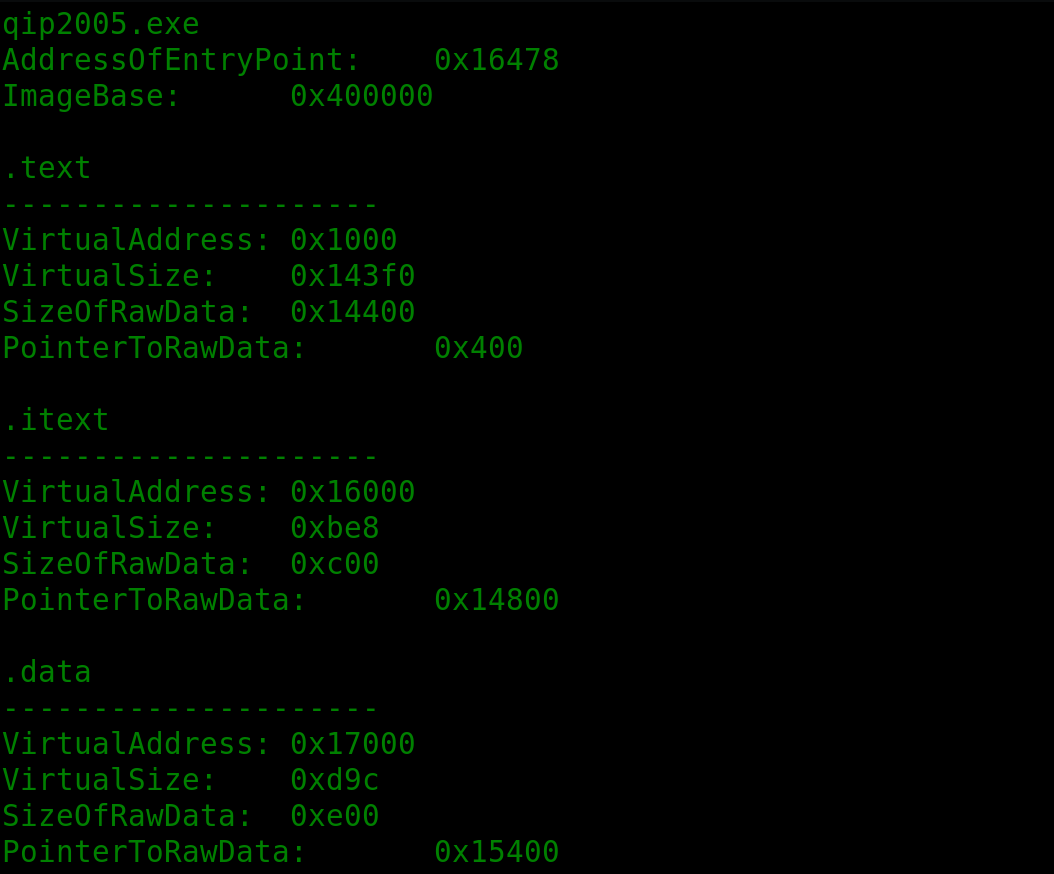 qip2005.exe
AddressOfEntryPoint:    0x16478
ImageBase:      0x400000
.text
---------------------
VirtualAddress: 0x1000
VirtualSize:    0x143f0
SizeOfRawData:  0x14400
PointerToRawData:       0x400
.itext
---------------------
VirtualAddress: 0x16000
VirtualSize:    0xbe8
SizeOfRawData:  0xc00
PointerToRawData:       0x14800
.data
---------------------
VirtualAddress: 0x17000
VirtualSize:    0xd9c
SizeOfRawData:  0xe00
PointerToRawData:       0x15400